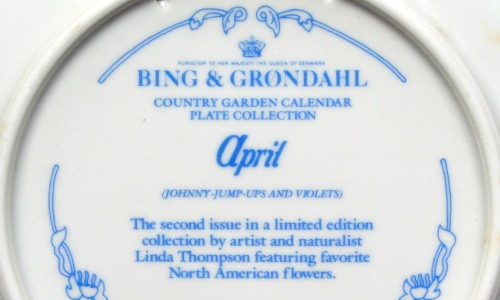 PURVEYOR TO HER MAJESTY THE QUEEN OF DENMARK
BING & GRØNDAHL
COUNTRY GARDEN CALENDAR
PLATE COLLECTION
April
(JOHNNY-JUMP-UPS AND VIOLETS)
The second issue in a limited edition
collection by artist and naturalist
Linda Thompson featuring favorite
North American flowers.